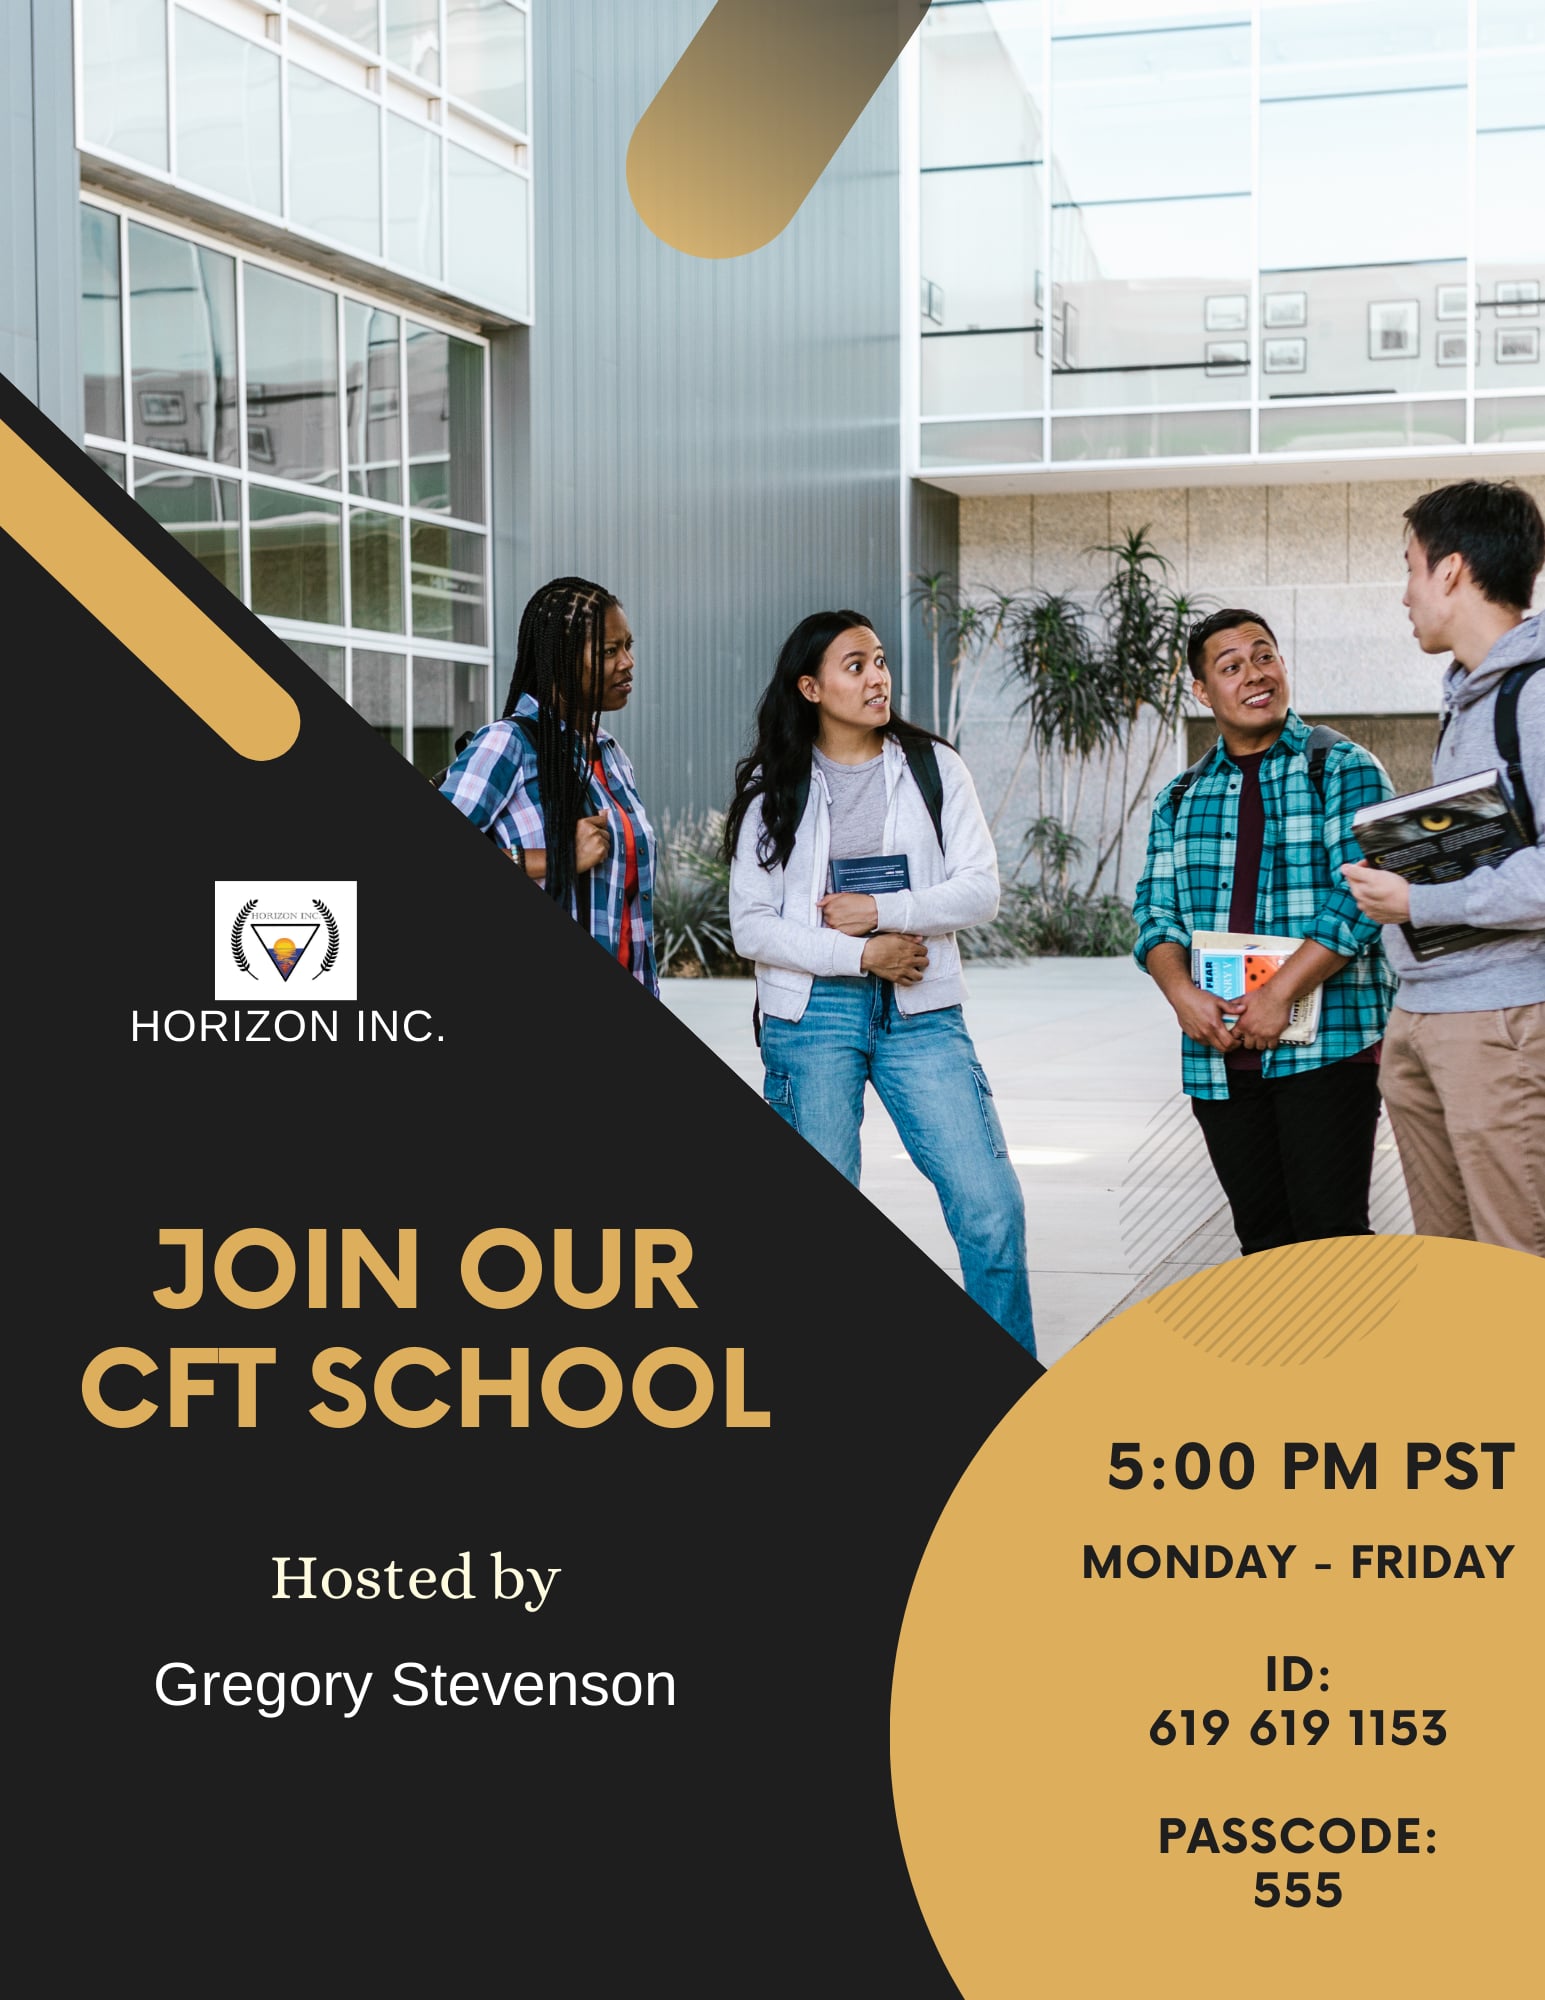 HORIZON INC
HORIZON INC.
JOIN OUR
CFT SCHOOL
Hosted by
Gregory Stevenson
5:00 PM PST
MONDAY - FRIDAY
ID:
619 619 1153
PASSCODE:
555
FEAR